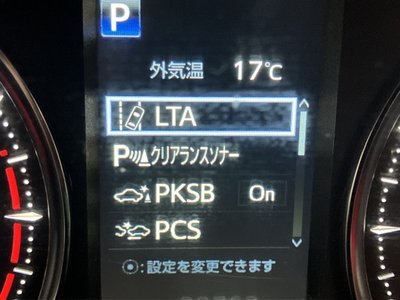 P
外気温 17℃
LTA
P クリアランスソナー
PKSB On
PCS
:設定を変更できます